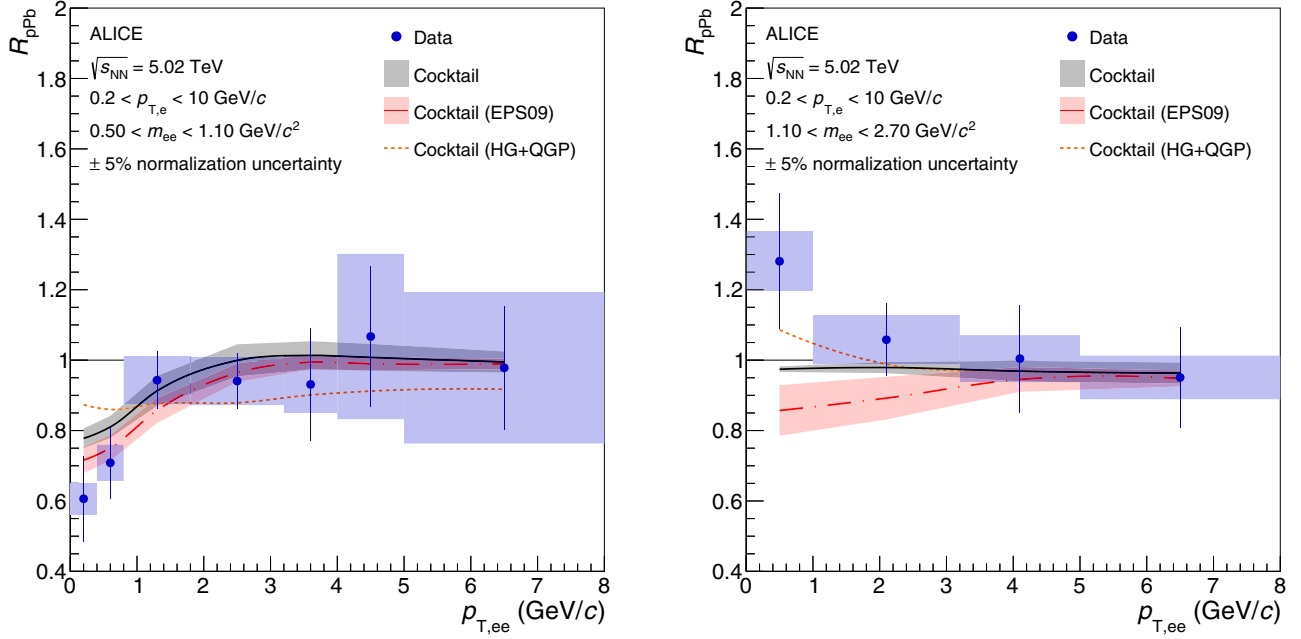 R_pPb
2
1.8
1.6
1.4
1.2
1
0.8
0.6
0.4
ALICE
√s_NN = 5.02 TeV
0.2 < p_T,e < 10 GeV/c
0.50 < m_ee < 1.10 GeV/c²
± 5% normalization uncertainty
Data
Cocktail
Cocktail (EPS09)
Cocktail (HG+QGP)
0 1 2 3 4 5 6 7 8
p_T,ee (GeV/c)
R_pPb
2
1.8
1.6
1.4
1.2
1
0.8
0.6
0.4
ALICE
√s_NN = 5.02 TeV
0.2 < p_T,e < 10 GeV/c
1.10 < m_ee < 2.70 GeV/c²
± 5% normalization uncertainty
Data
Cocktail
Cocktail (EPS09)
Cocktail (HG+QGP)
0 1 2 3 4 5 6 7 8
p_T,ee (GeV/c)